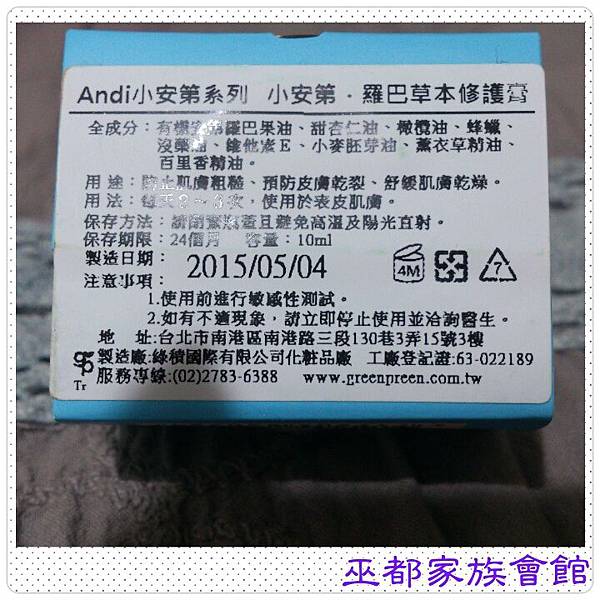 Andi小安第系列 小安第．羅巴草本修護膏
全成分：有機 羅巴果油、甜杏仁油、橄欖油、蜂蠟、
沒藥油、維他素E、小麥胚芽油、薰衣草精油、
百里香精油。
用 途：防止肌膚粗糙、預防皮膚乾裂、舒緩肌膚乾燥。
用 法：每天 次，使用於表皮肌膚。
保存方法：請閉緊瓶蓋且避免高溫及陽光直射。
保存期限：24個月 容量：10ml
製造日期：2015/05/04
4M
7
注意事項：
1.使用前進行敏感性測試。
2.如有不適現象，請立即停止使用並洽詢醫生。
地 址:台北市南港區南港路三段130巷3弄15號3樓
製造廠:綠積國際有限公司化粧品廠 工廠登記證:63-022189
Tr 服務專線:(02)2783-6388 www.greenpreen.com.tw
巫都家族會館